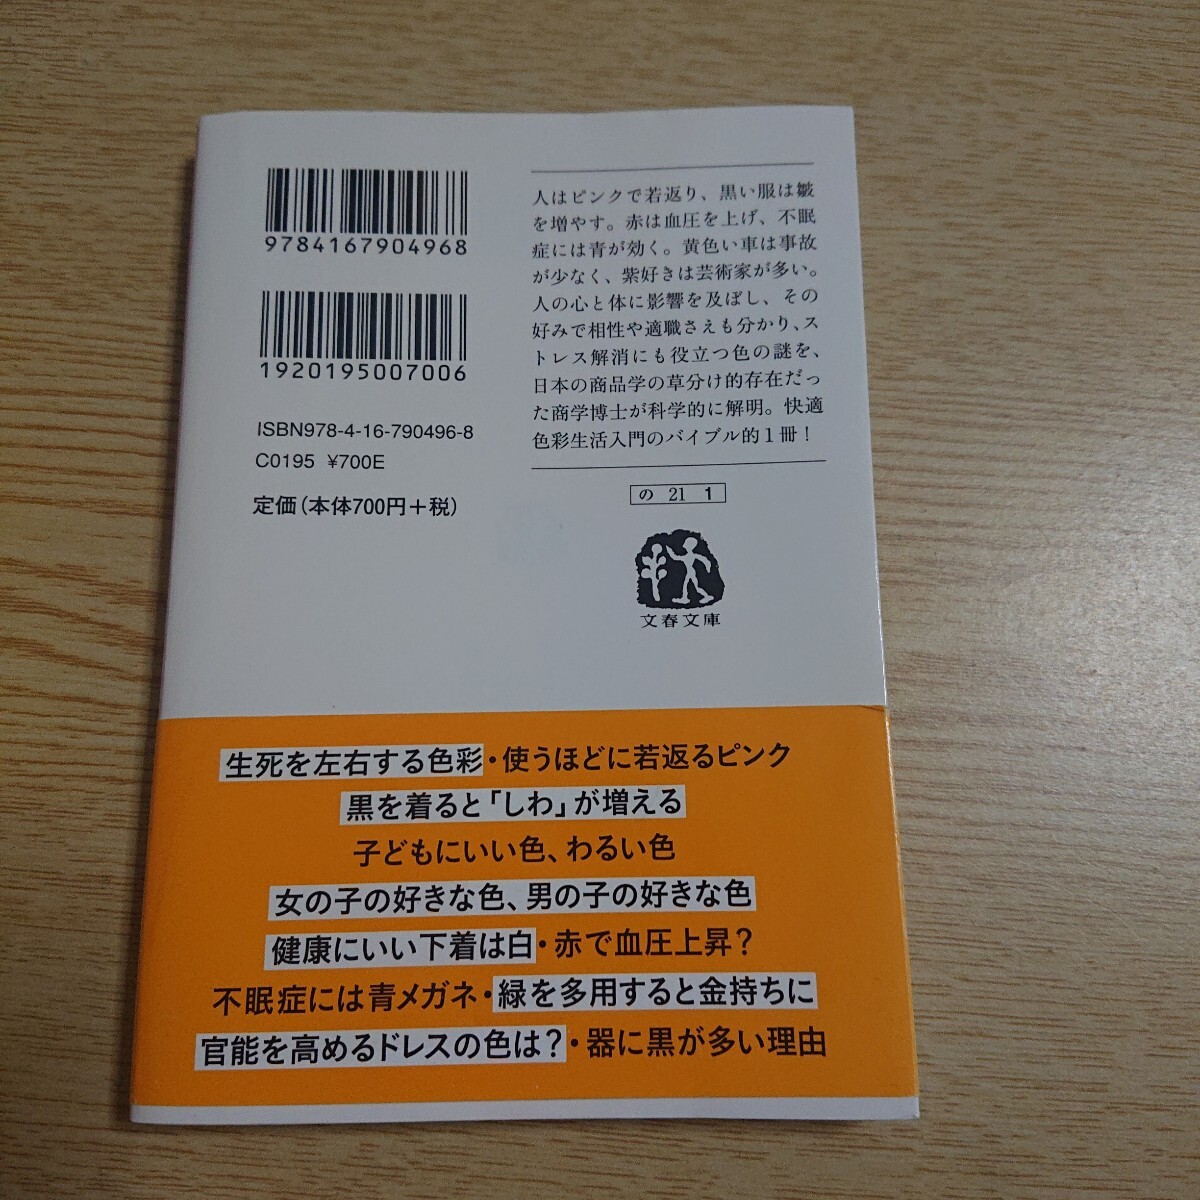 9784167904968
1920195007006
ISBN978-4-16-790496-8
C0195 ¥700E
定価(本体700円+税)
人はピンクで若返り、黒い服は皺
を増やす。赤は血圧を上げ、不眠
症には青が効く。黄色い車は事故
が少なく、紫好きは芸術家が多い。
人の心と体に影響を及ぼし、その
好みで相性や適職さえも分かり、ス
トレス解消にも役立つ色の謎を、
日本の商品学の草分け的存在だっ
た商学博士が科学的に解明。快適
色彩生活入門のバイブル的1冊!
の 21 1
文春文庫
生死を左右する色彩・使うほどに若返るピンク
黒を着ると「しわ」が増える
子どもにいい色、わるい色
女の子の好きな色、男の子の好きな色
健康にいい下着は白・赤で血圧上昇?
不眠症には青メガネ・緑を多用すると金持ちに
官能を高めるドレスの色は?・器に黒が多い理由